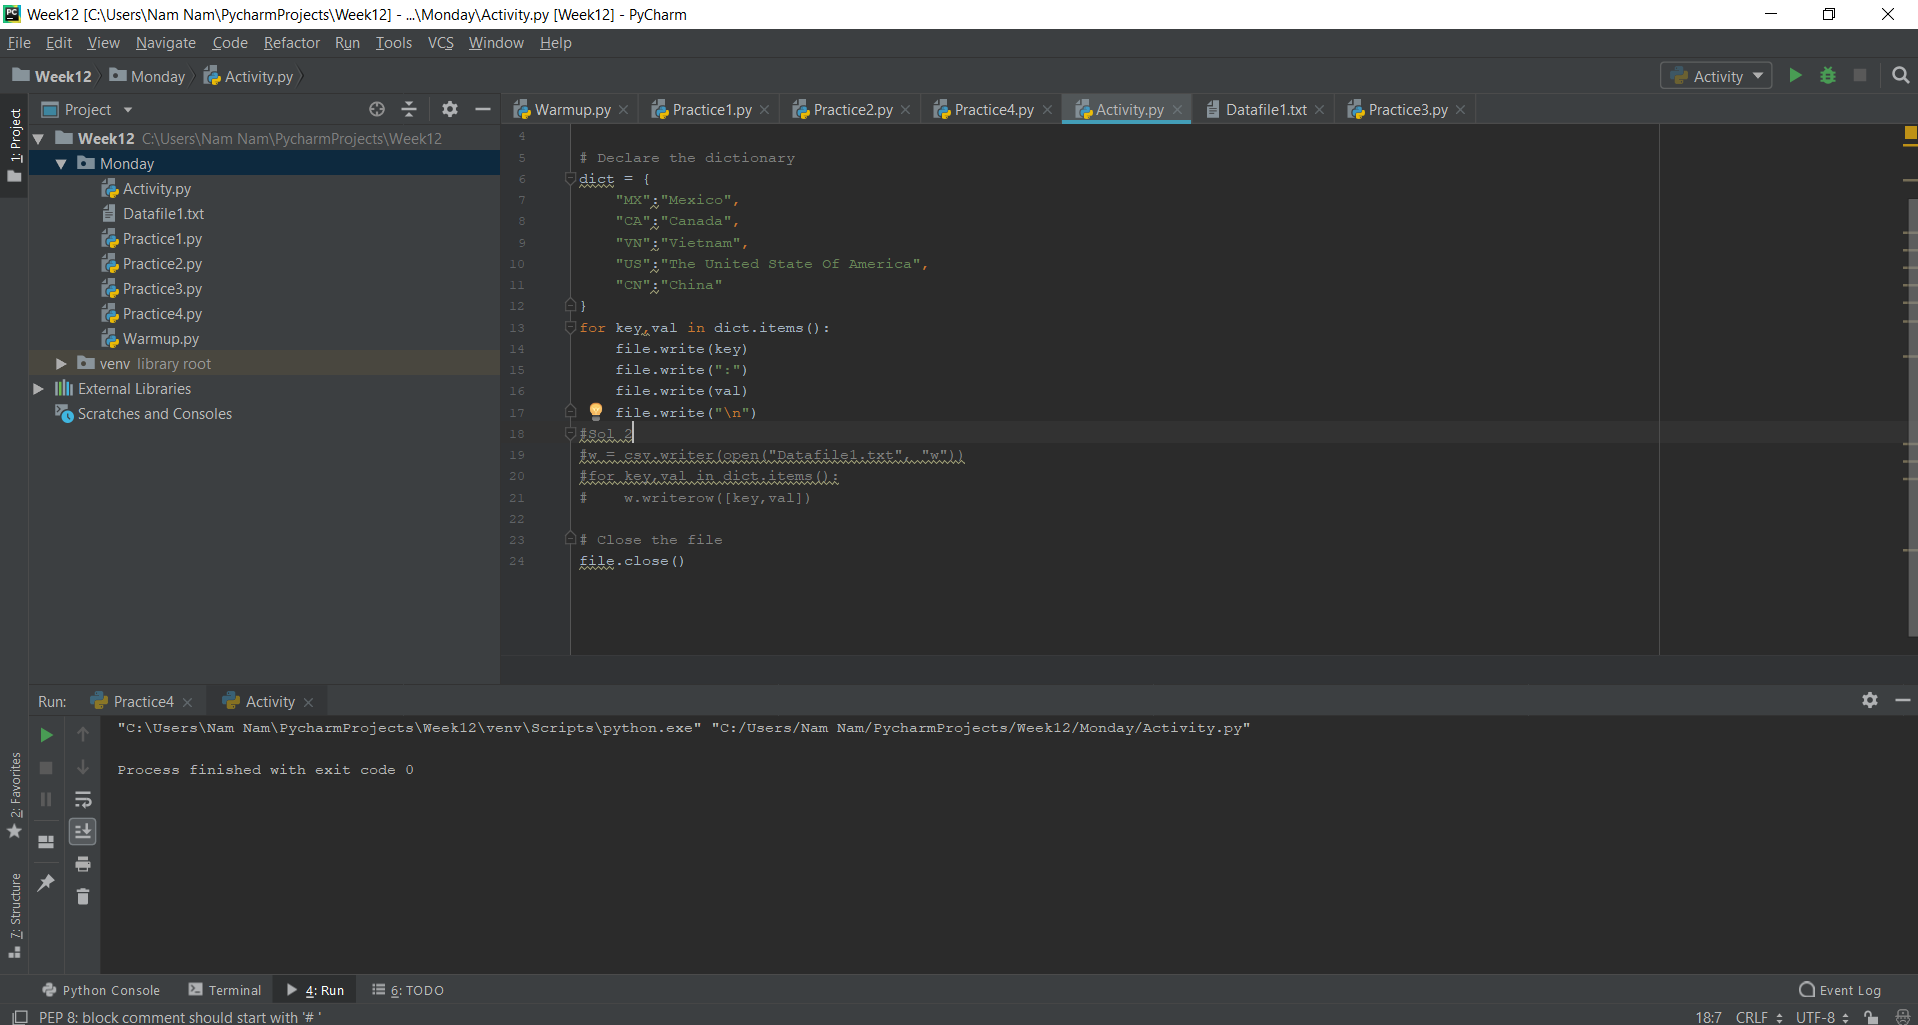 Week12 [C:\Users\Nam Nam\PycharmProjects\Week12] - ...\Monday\Activity.py [Week12] - PyCharm
File Edit View Navigate Code Refactor Run Tools VCS Window Help
Week12 Monday Activity.py Activity
1: Project
Project
Warmup.py Practice1.py Practice2.py Practice4.py Activity.py Datafile1.txt Practice3.py
Week12 C:\Users\Nam Nam\PycharmProjects\Week12
Monday
Activity.py
Datafile1.txt
Practice1.py
Practice2.py
Practice3.py
Practice4.py
Warmup.py
venv library root
External Libraries
Scratches and Consoles
4
5 # Declare the dictionary
6 dict = {
7 "MX":"Mexico",
8 "CA":"Canada",
9 "VN":"Vietnam",
10 "US":"The United State Of America",
11 "CN":"China"
12 }
13 for key,val in dict.items():
14 file.write(key)
15 file.write(":")
16 file.write(val)
17 file.write("\n")
18 #Sol 2
19 #w = csv.writer(open("Datafile1.txt", "w"))
20 #for key,val in dict.items():
21 # w.writerow([key,val])
22
23 # Close the file
24 file.close()
Run: Practice4 Activity
"C:\Users\Nam Nam\PycharmProjects\Week12\venv\Scripts\python.exe" "C:/Users/Nam Nam/PycharmProjects/Week12/Monday/Activity.py"
Process finished with exit code 0
2: Favorites
7: Structure
Python Console Terminal 4: Run 6: TODO Event Log
PEP 8: block comment should start with '# ' 18:7 CRLF UTF-8